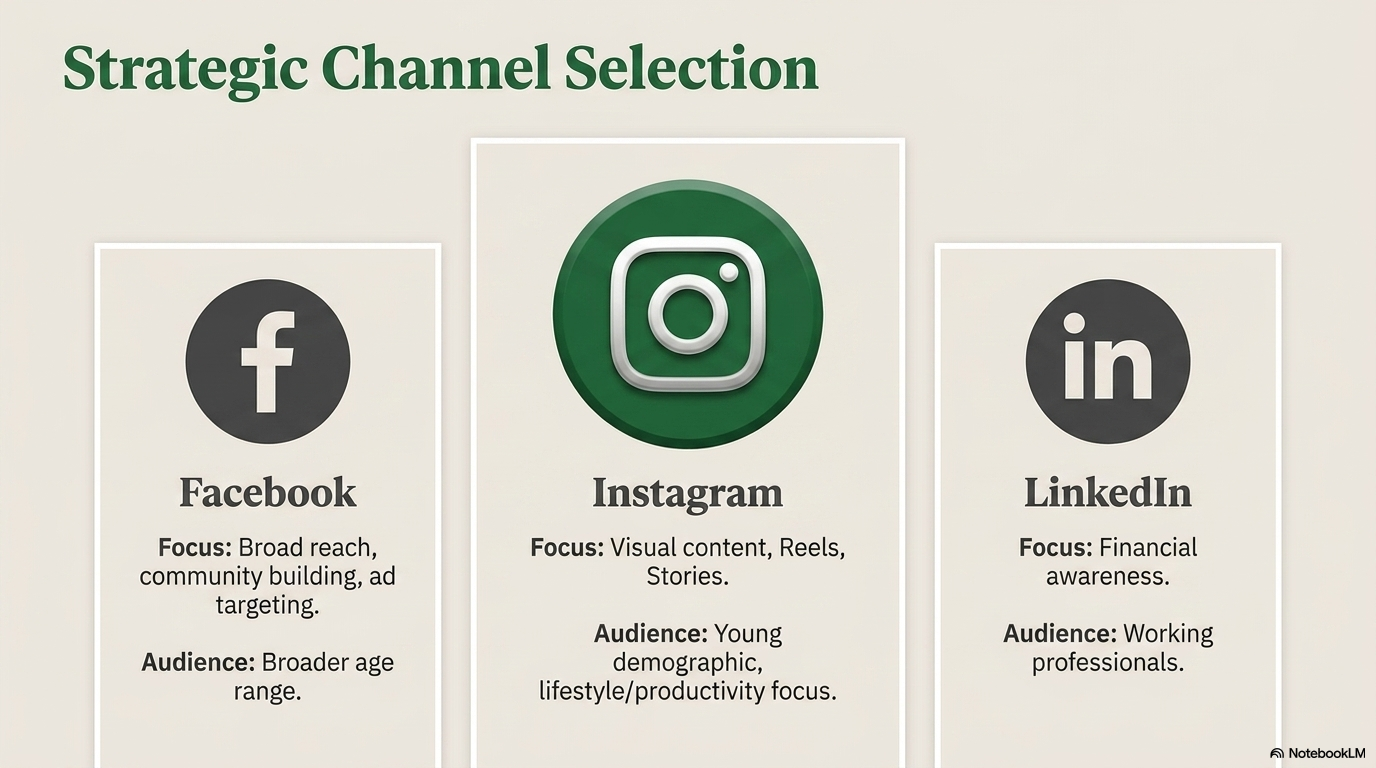 Strategic Channel Selection
Facebook
Focus: Broad reach,
community building, ad
targeting.
Audience: Broader age
range.
Instagram
Focus: Visual content, Reels,
Stories.
Audience: Young
demographic,
lifestyle/productivity focus.
LinkedIn
Focus: Financial
awareness.
Audience: Working
professionals.
NotebookLM